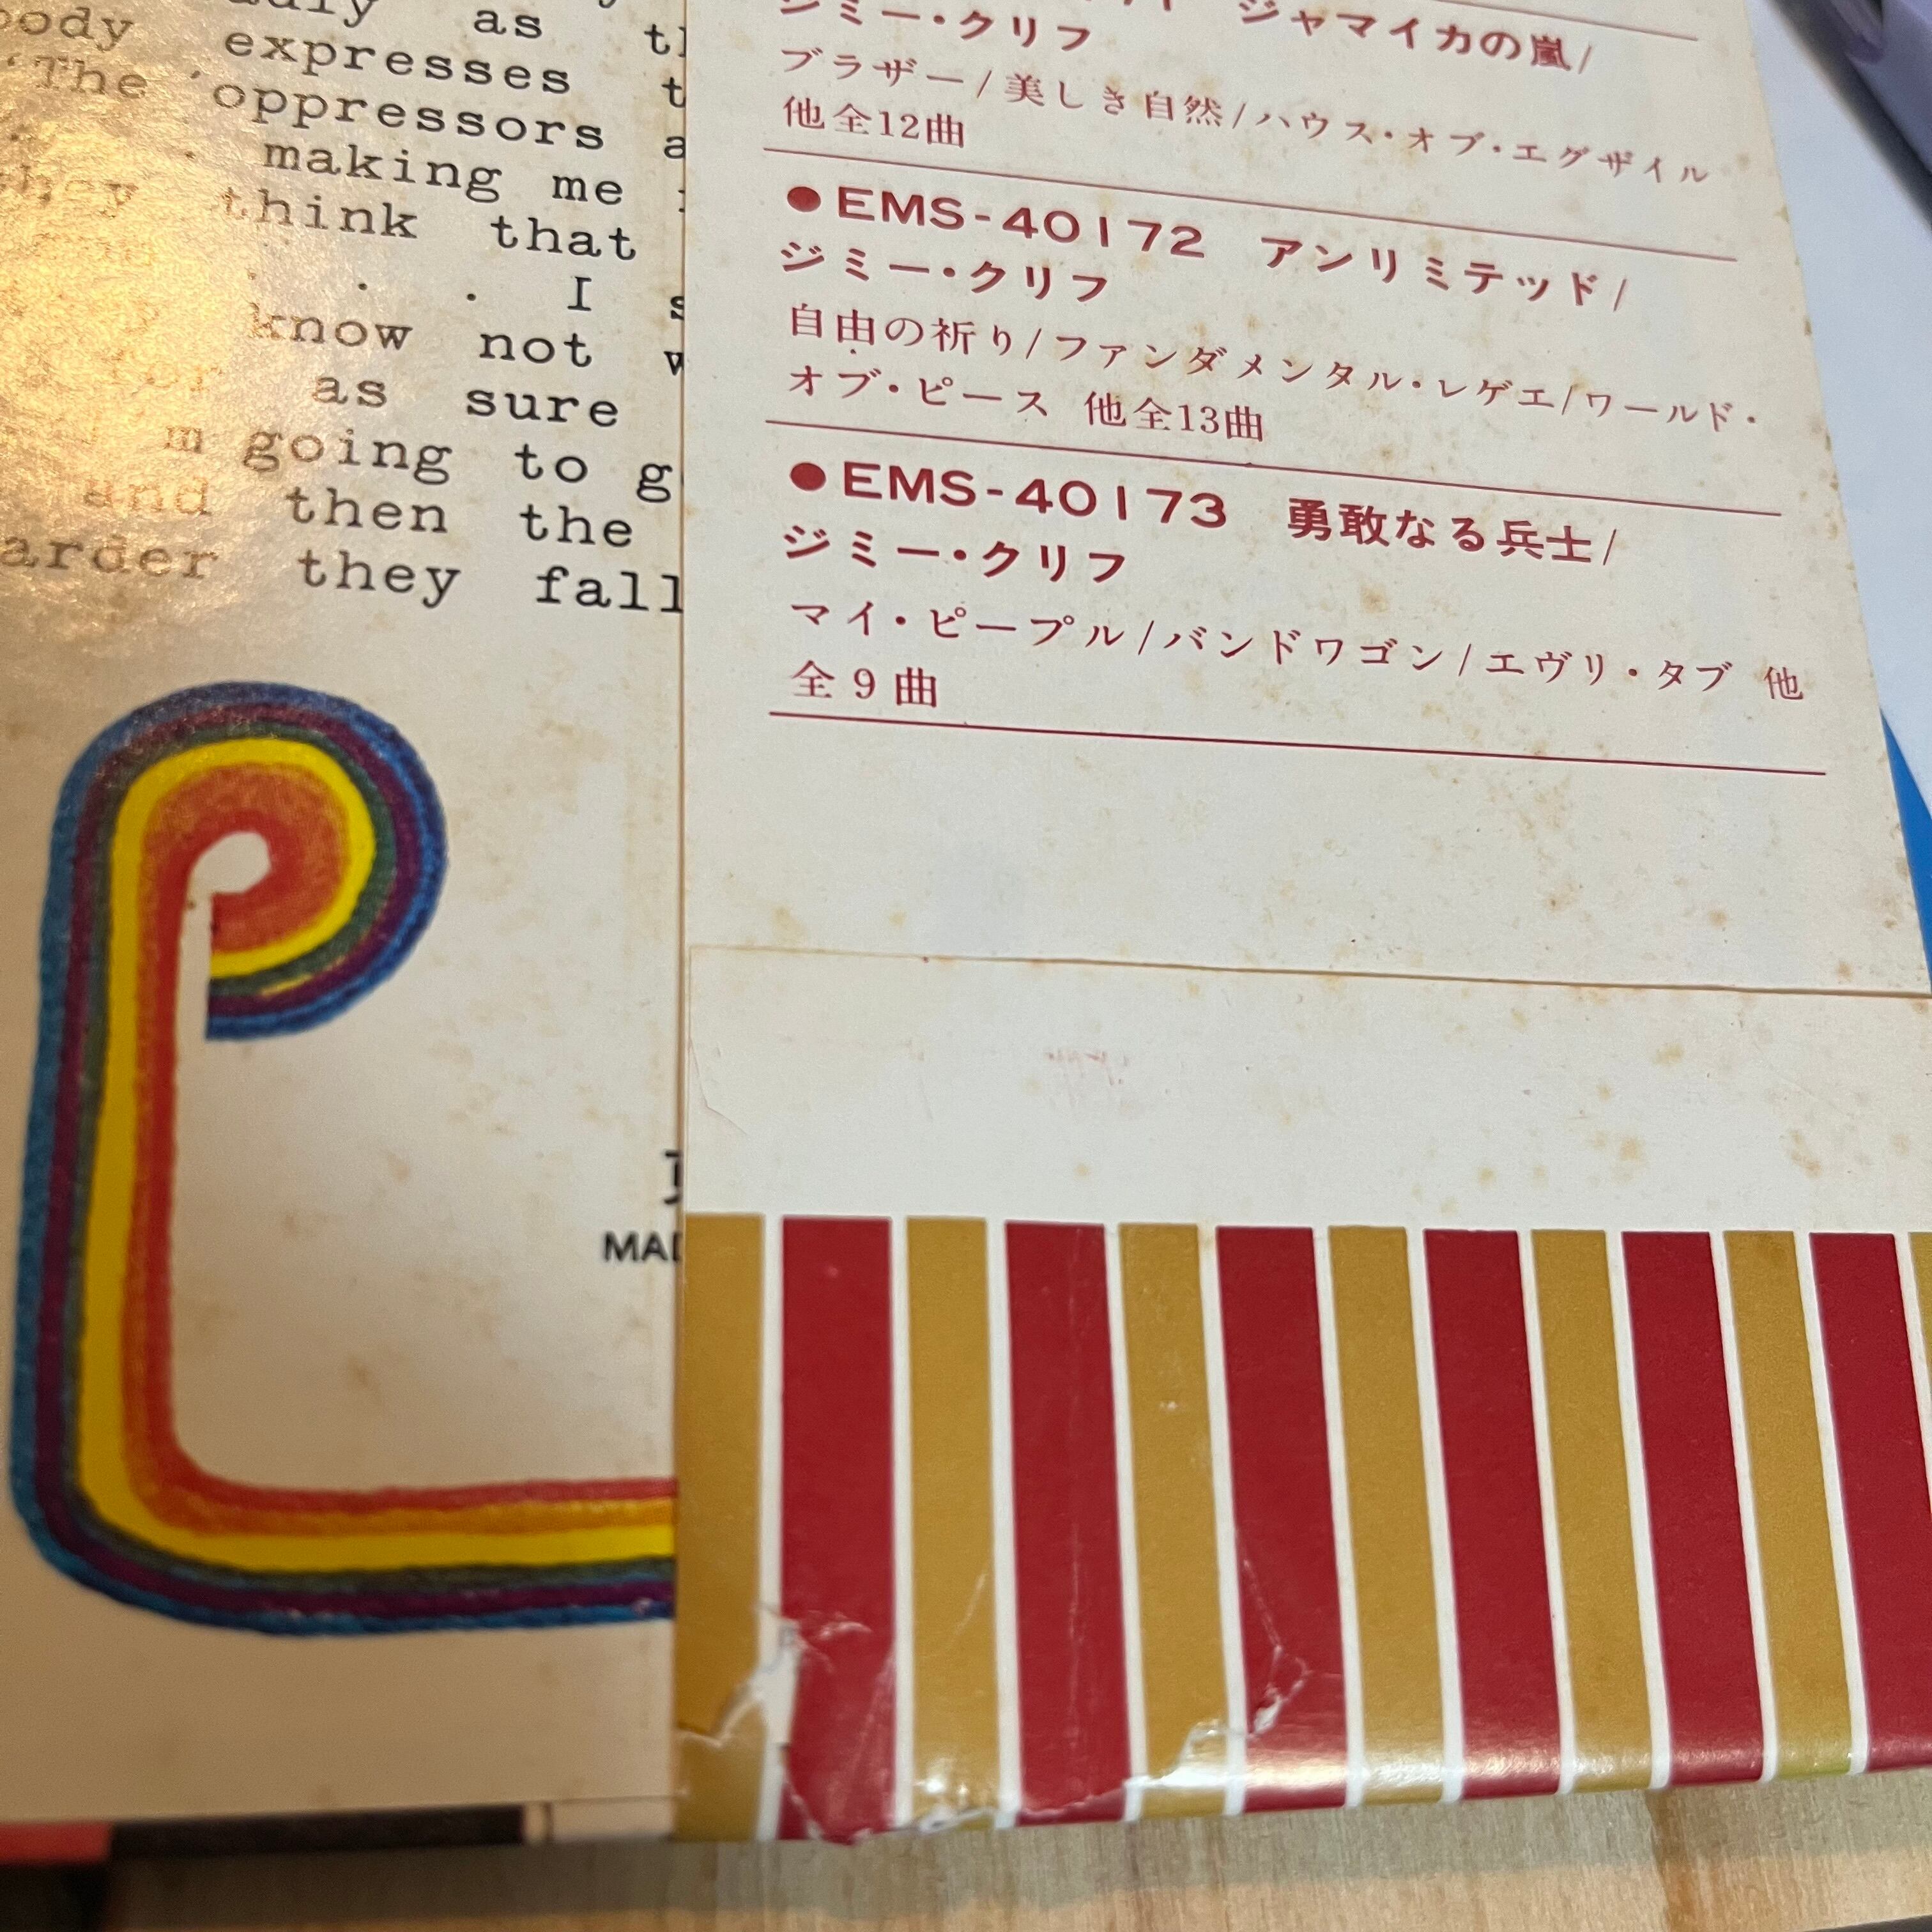 as
ody expresses
"The oppressors
making me
they think that
I
know not
as sure
m going to
and then the
arder they fall
ジャマイカの嵐/
ジミー・クリフ
ブラザー/美しき自然/ハウス・オブ・エグザイル
他全12曲
●EMS-40172 アンリミテッド/
ジミー・クリフ
自由の祈り/ファンダメンタル・レゲエ/ワールド・
オブ・ピース 他全13曲
●EMS-40173 勇敢なる兵士/
ジミー・クリフ
マイ・ピープル/バンドワゴン/エヴリ・タブ 他
全9曲